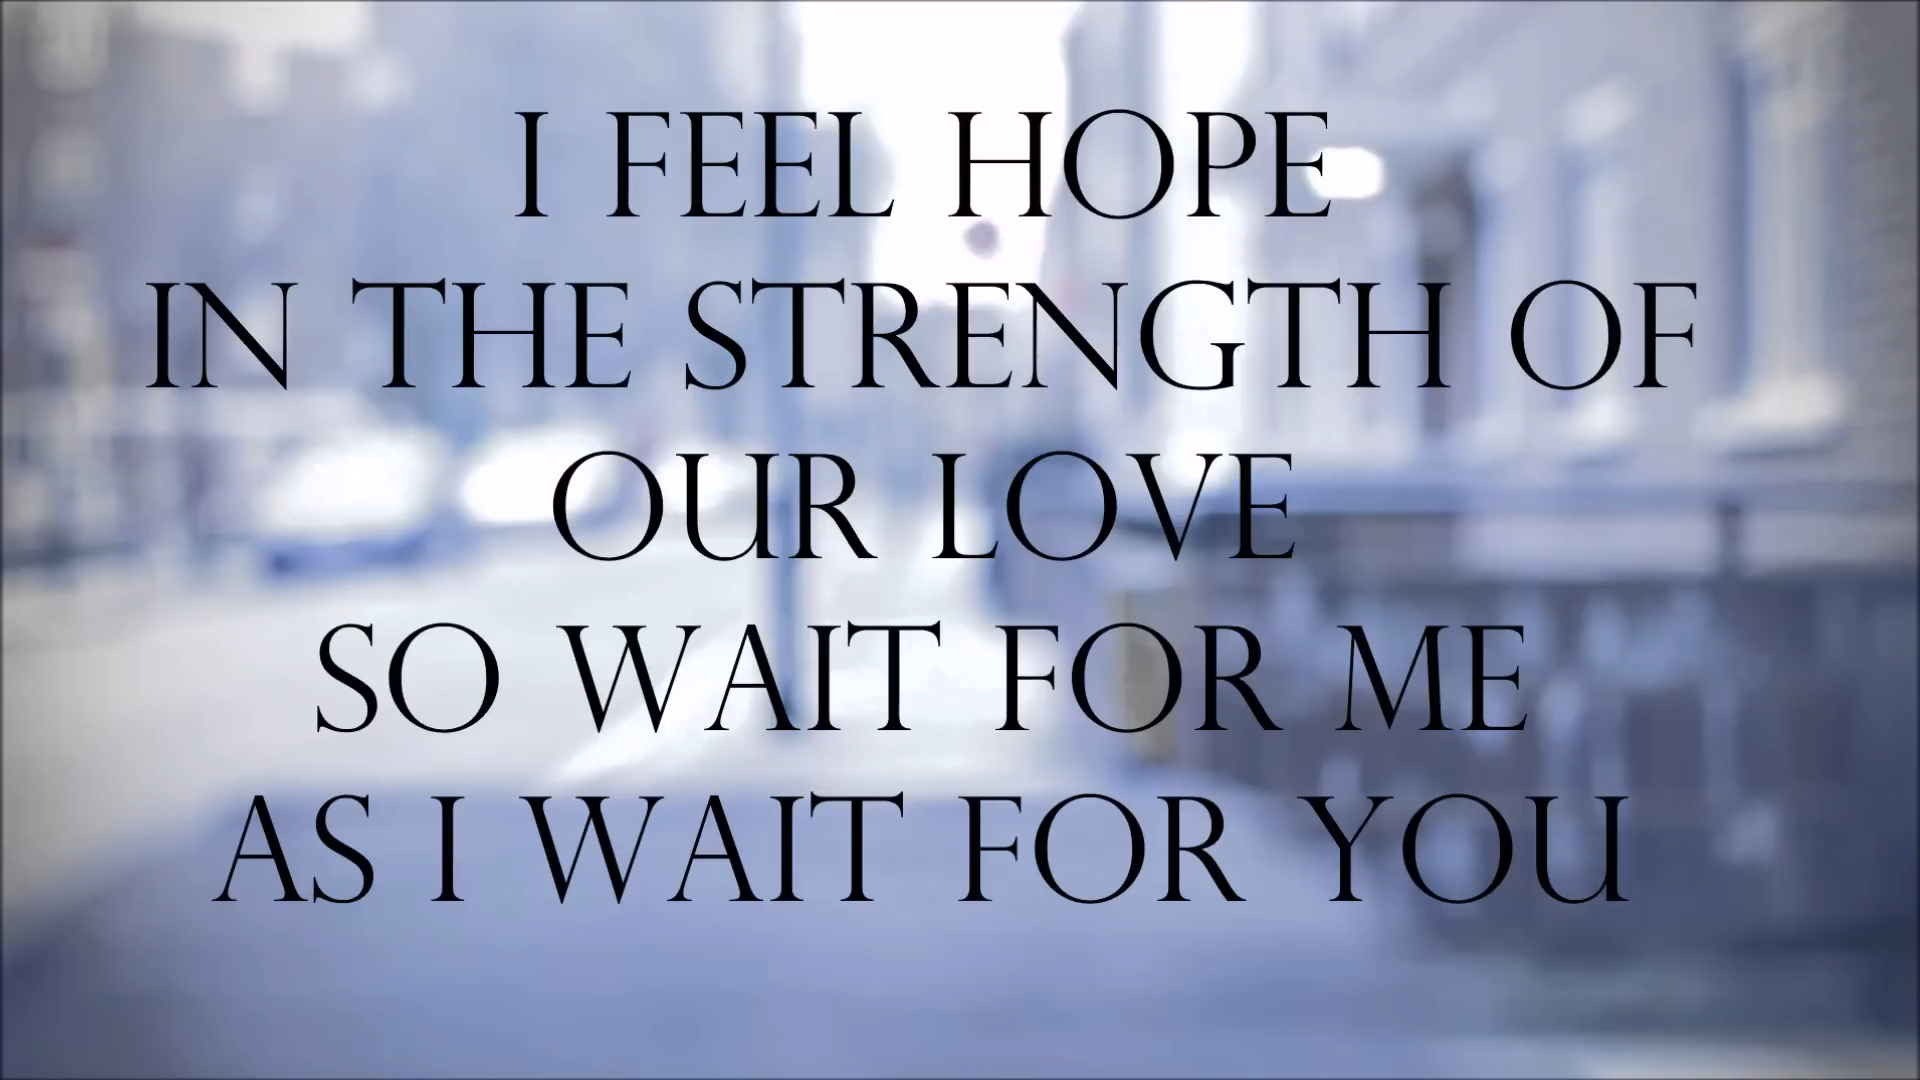 I FEEL HOPE
IN THE STRENGTH OF
OUR LOVE
SO WAIT FOR ME
AS I WAIT FOR YOU